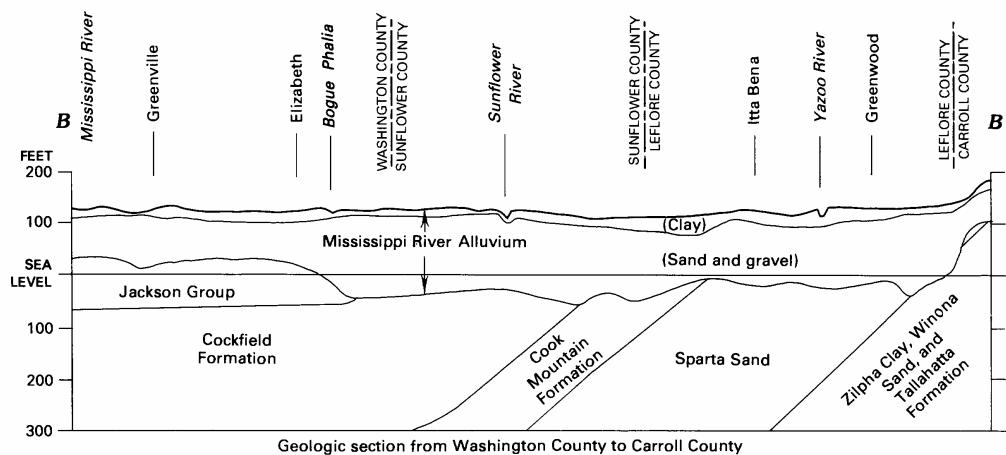 B
Mississippi River
Greenville
Elizabeth
Bogue Phalia
WASHINGTON COUNTY
SUNFLOWER COUNTY
Sunflower
River
SUNFLOWER COUNTY
LEFLORE COUNTY
Itta Bena
Yazoo River
Greenwood
LEFLORE COUNTY
CARROLL COUNTY
B
FEET
200
100
SEA
LEVEL
100
200
300
(Clay)
Mississippi River Alluvium
(Sand and gravel)
Jackson Group
Cockfield
Formation
Cook
Mountain
Formation
Sparta Sand
Zilpha Clay, Winona
Sand, and
Tallahatta
Formation
Geologic section from Washington County to Carroll County